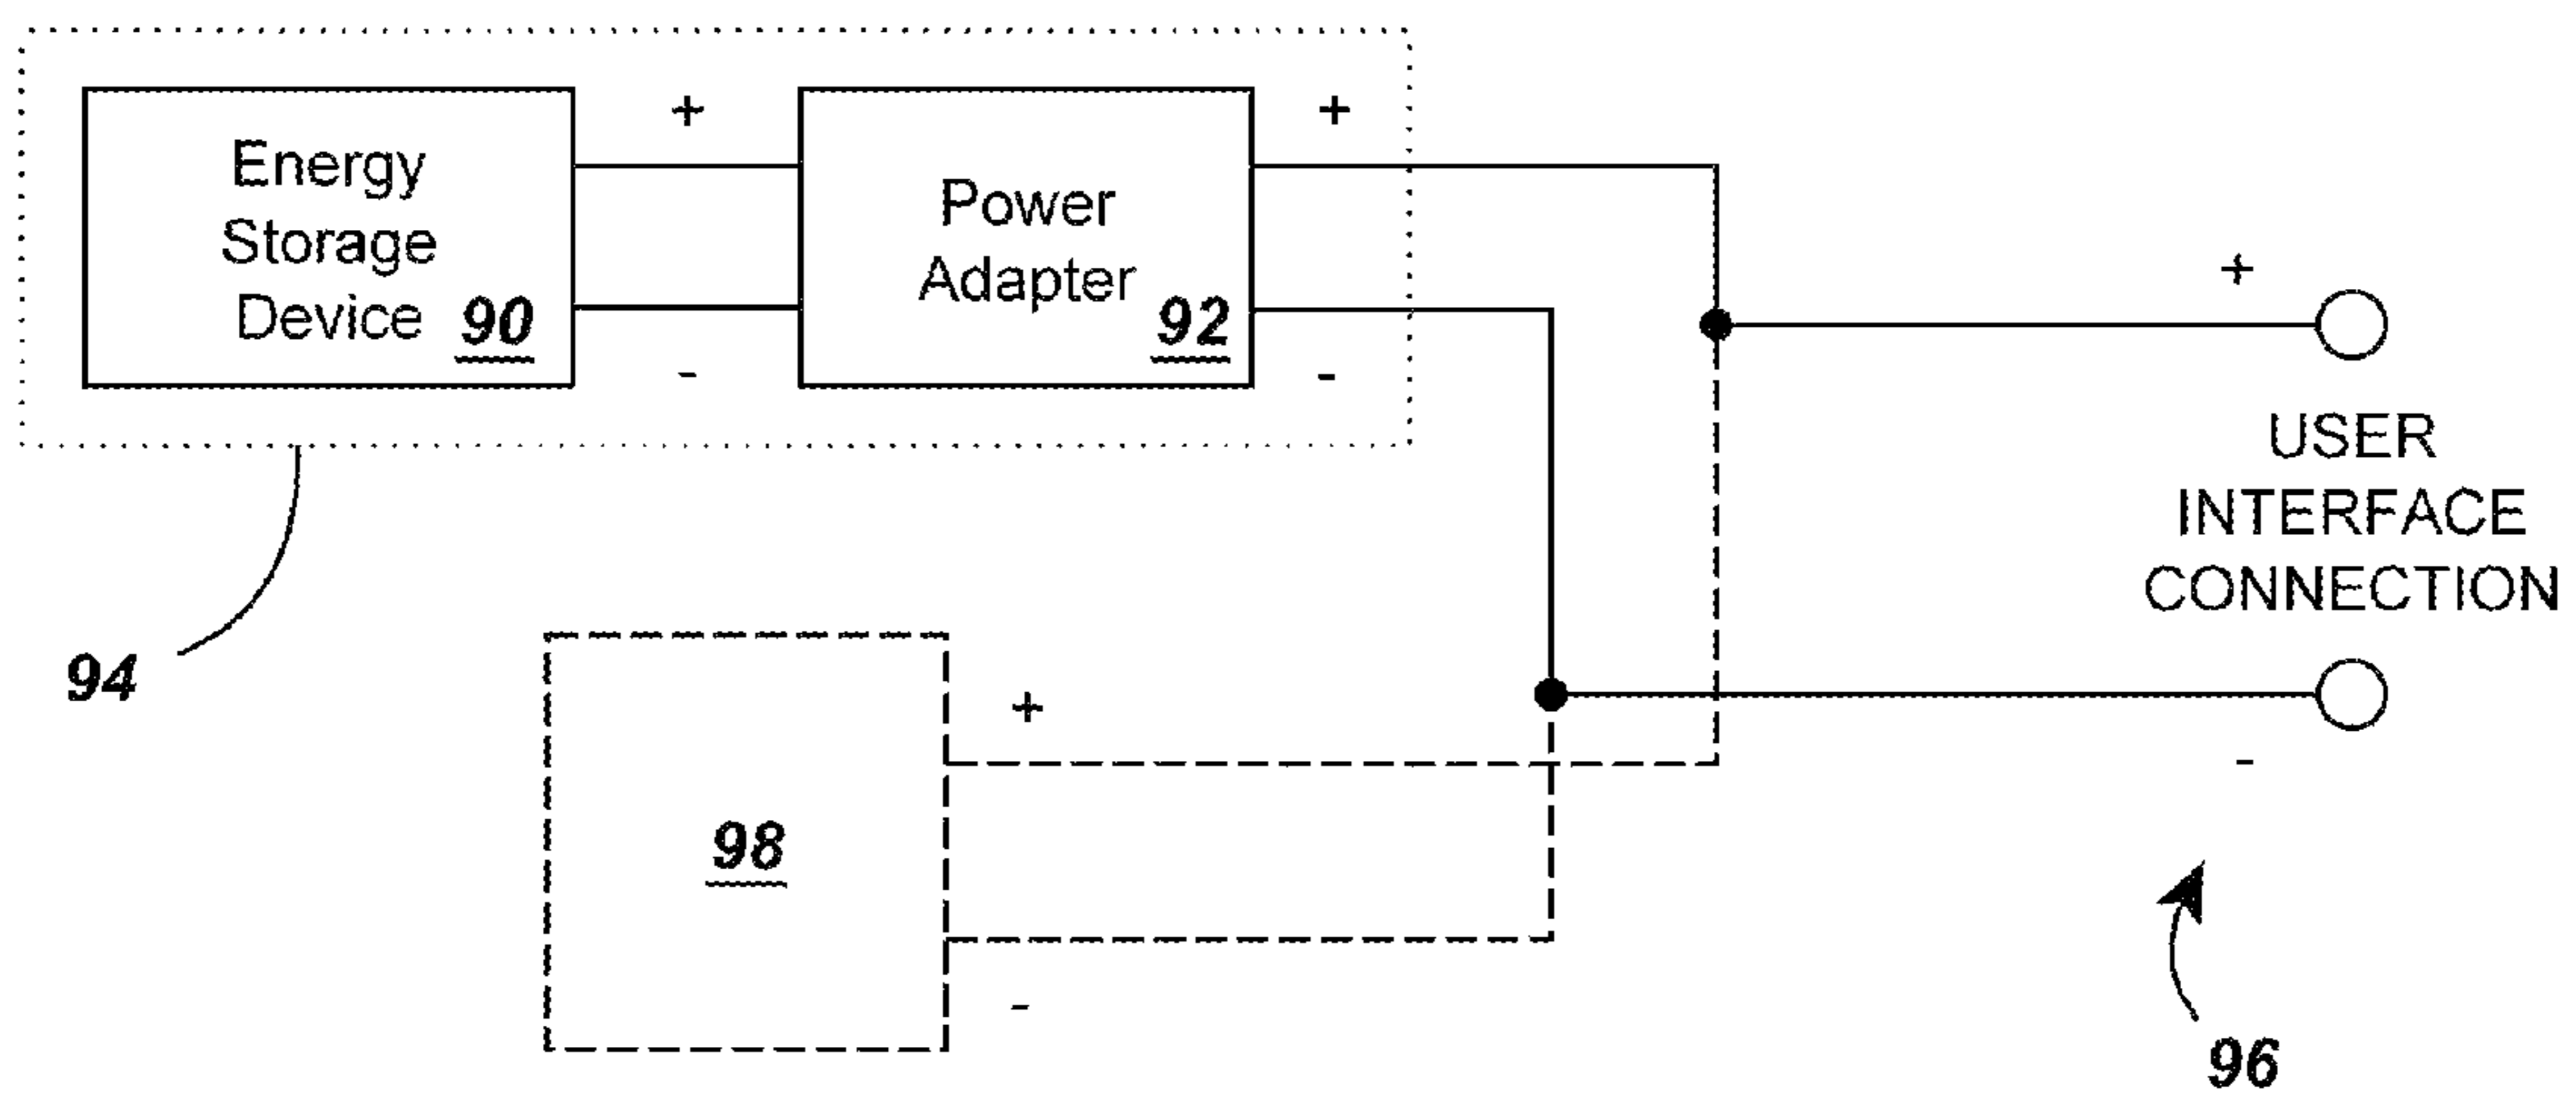 +
+
Energy
Storage
Device 90
Power
Adapter 92
-
-
+
USER
INTERFACE
CONNECTION
94
+
-
98
-
96